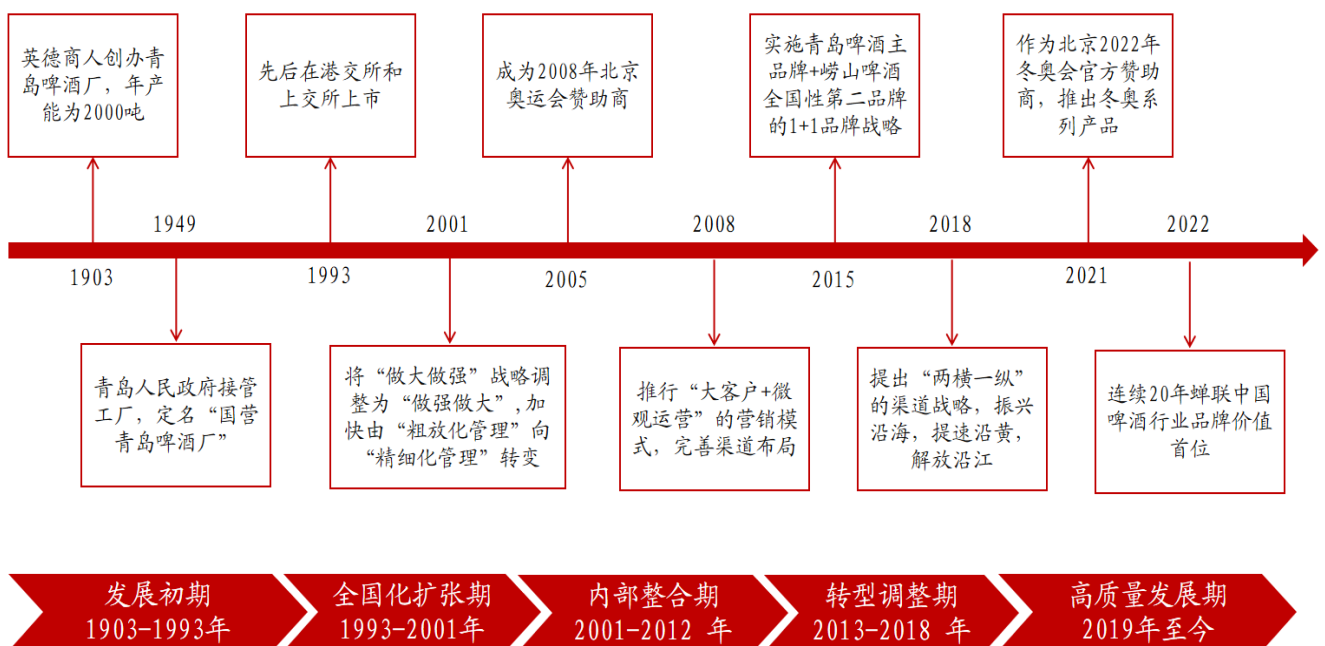 英德商人创办青
岛啤酒厂，年产
能为2000吨
先后在港交所和
上交所上市
成为2008年北京
奥运会赞助商
实施青岛啤酒主
品牌+崂山啤酒
全国性第二品牌
的1+1品牌战略
作为北京2022年
冬奥会官方赞助
商，推出冬奥系
列产品
1949
2001
2008
2018
2022
1903
1993
2005
2015
2021
青岛人民政府接管
工厂，定名“国营
青岛啤酒厂”
将“做大做强”战略调
整为“做强做大”,加
快由“粗放化管理”向
“精细化管理”转变
推行“大客户+微
观运营”的营销模
式，完善渠道布局
提出“两横一纵”
的渠道战略，振兴
沿海，提速沿黄，
解放沿江
连续20年蝉联中国
啤酒行业品牌价值
首位
发展初期
1903-1993年
全国化扩张期
1993-2001年
内部整合期
2001-2012 年
转型调整期
2013-2018 年
高质量发展期
2019年至今